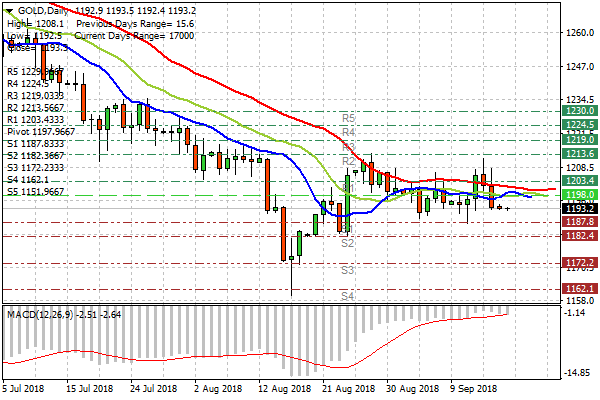 GOLD,Daily 1192.9 1193.5 1192.4 1193.2
High= 1208.1 Previous Days Range= 15.6
Low= 1192.5 Current Days Range= 17000
Close= 1193.5
R5 1229.9667
R4 1224.5
R3 1219.0333
R2 1213.5667
R1 1203.4333
Pivot 1197.9667
S1 1187.8333
S2 1182.3667
S3 1172.2333
S4 1162.1
S5 1151.9667
R5
R4
R3
R2
R1
S1
S2
S3
S4
1260.0
1247.0
1234.5
1230.0
1224.5
1219.0
1213.6
1208.5
1203.4
1198.0
1193.2
1187.8
1182.4
1172.2
1170.5
1162.1
1158.0
MACD(12,26,9) -2.51 -2.64
-1.14
-14.85
5 Jul 2018
15 Jul 2018
24 Jul 2018
2 Aug 2018
12 Aug 2018
21 Aug 2018
30 Aug 2018
9 Sep 2018